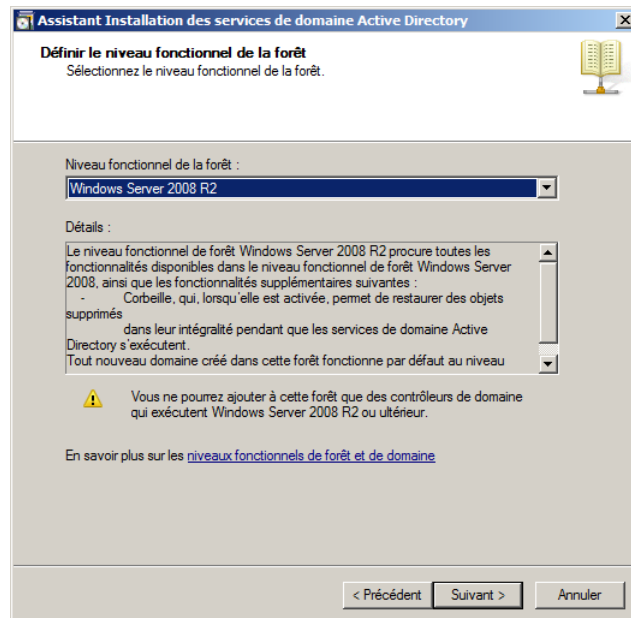 Assistant Installation des services de domaine Active Directory
Définir le niveau fonctionnel de la forêt
Sélectionnez le niveau fonctionnel de la forêt.
Niveau fonctionnel de la forêt :
Windows Server 2008 R2
Détails :
Le niveau fonctionnel de forêt Windows Server 2008 R2 procure toutes les
fonctionnalités disponibles dans le niveau fonctionnel de forêt Windows Server
2008, ainsi que les fonctionnalités supplémentaires suivantes :
- Corbeille, qui, lorsqu'elle est activée, permet de restaurer des objets
supprimés
dans leur intégralité pendant que les services de domaine Active
Directory s'exécutent.
Tout nouveau domaine créé dans cette forêt fonctionne par défaut au niveau
Vous ne pourrez ajouter à cette forêt que des contrôleurs de domaine
qui exécutent Windows Server 2008 R2 ou ultérieur.
En savoir plus sur les niveaux fonctionnels de forêt et de domaine
< Précédent Suivant > Annuler